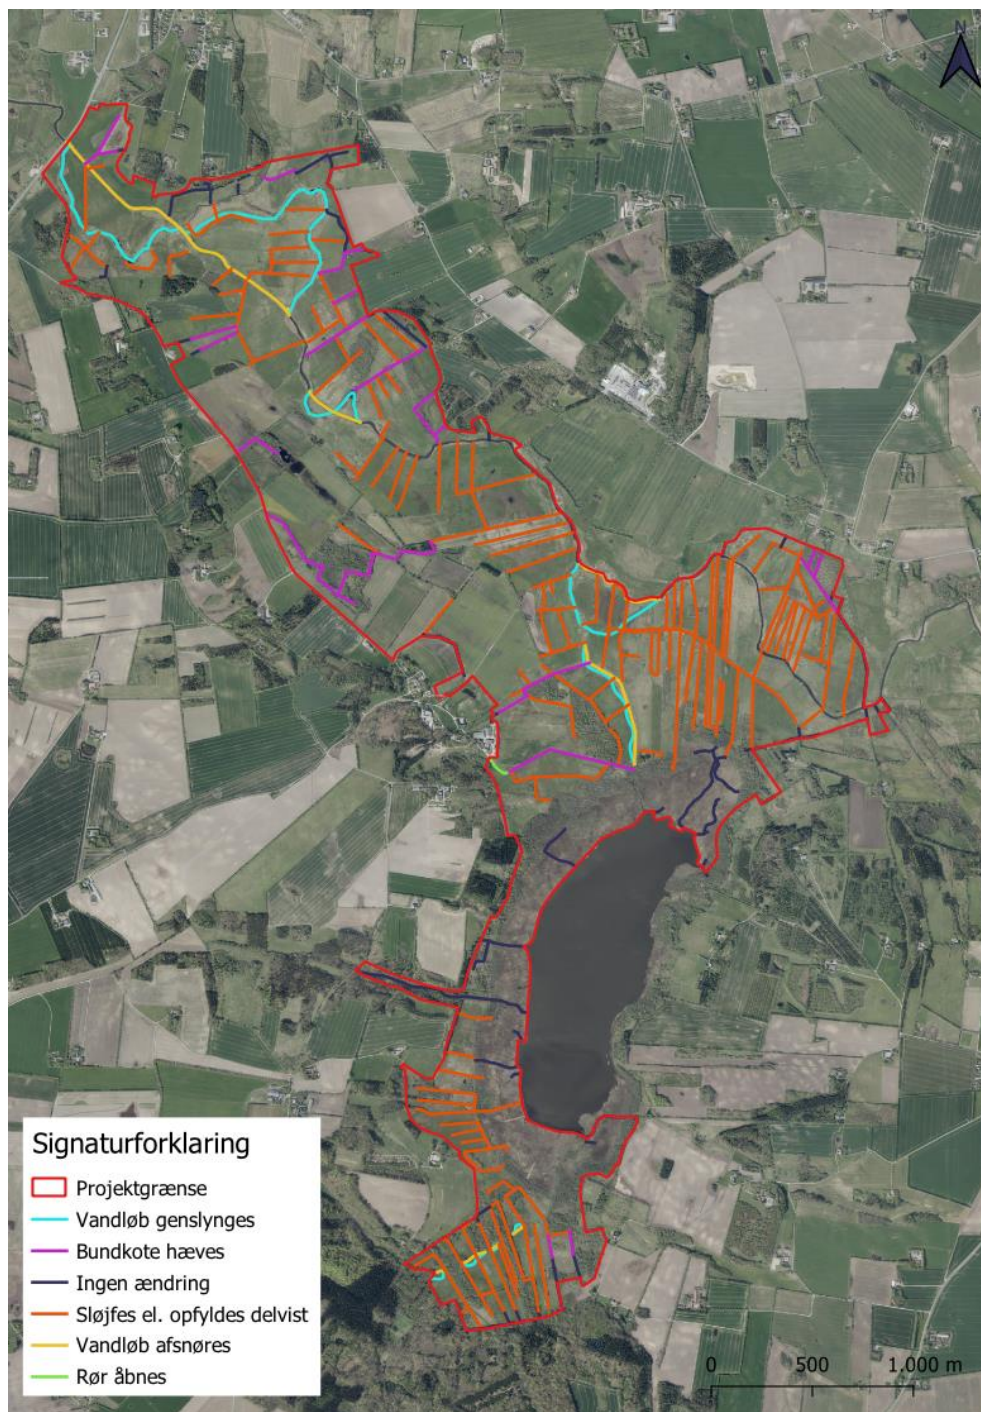 N
Signaturforklaring
Projektgrænse
Vandløb genslynges
Bundkote hæves
Ingen ændring
Sløjfes el. opfyldes delvist
Vandløb afsnøres
Rør åbnes
0 500 1.000 m